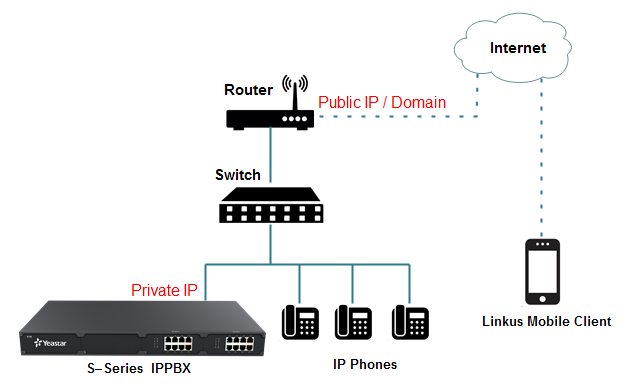 Internet
Router
Public IP / Domain
Switch
Private IP
Yeastar
S–Series IPPBX
IP Phones
Linkus Mobile Client